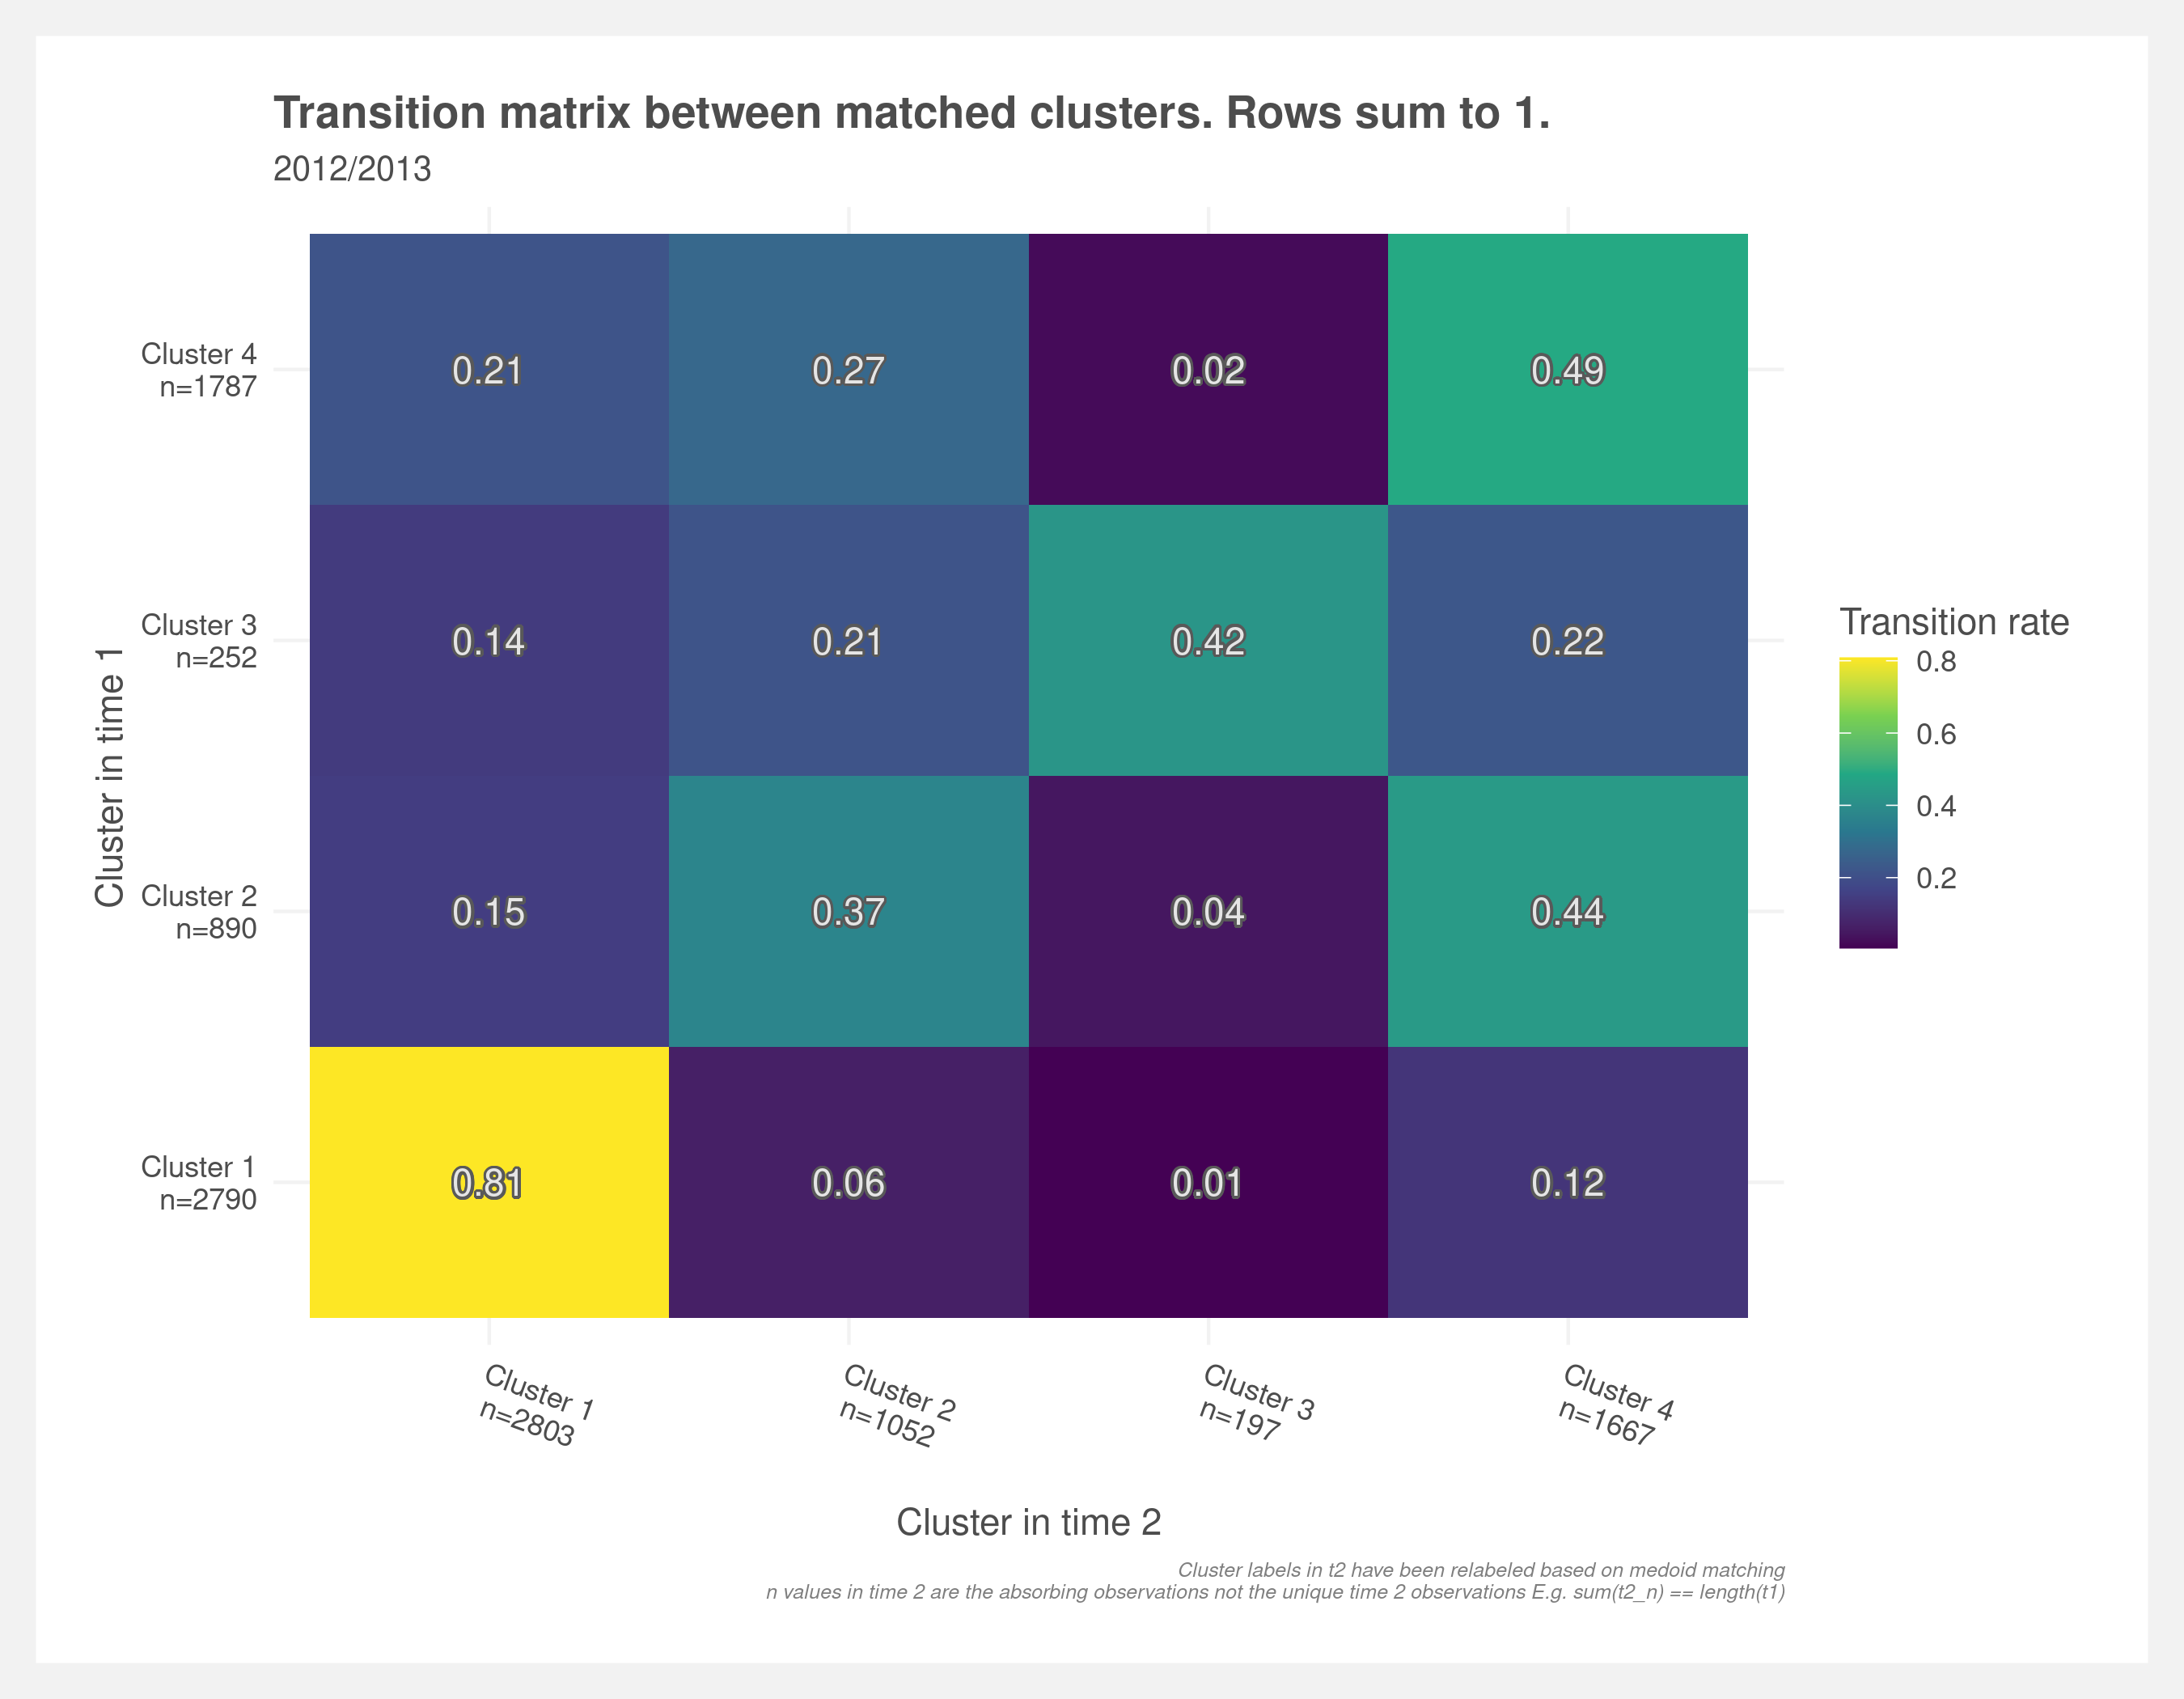 Transition matrix between matched clusters. Rows sum to 1.
2012/2013
Cluster in time 1
Cluster 4
n=1787
0.21 0.27 0.02 0.49
Cluster 3
n=252
0.14 0.21 0.42 0.22
Cluster 2
n=890
0.15 0.37 0.04 0.44
Cluster 1
n=2790
0.81 0.06 0.01 0.12
Cluster 1
n=2803
Cluster 2
n=1052
Cluster 3
n=197
Cluster 4
n=1667
Cluster in time 2
Transition rate
0.8
0.6
0.4
0.2
Cluster labels in t2 have been relabeled based on medoid matching
n values in time 2 are the absorbing observations not the unique time 2 observations E.g. sum(t2_n) == length(t1)